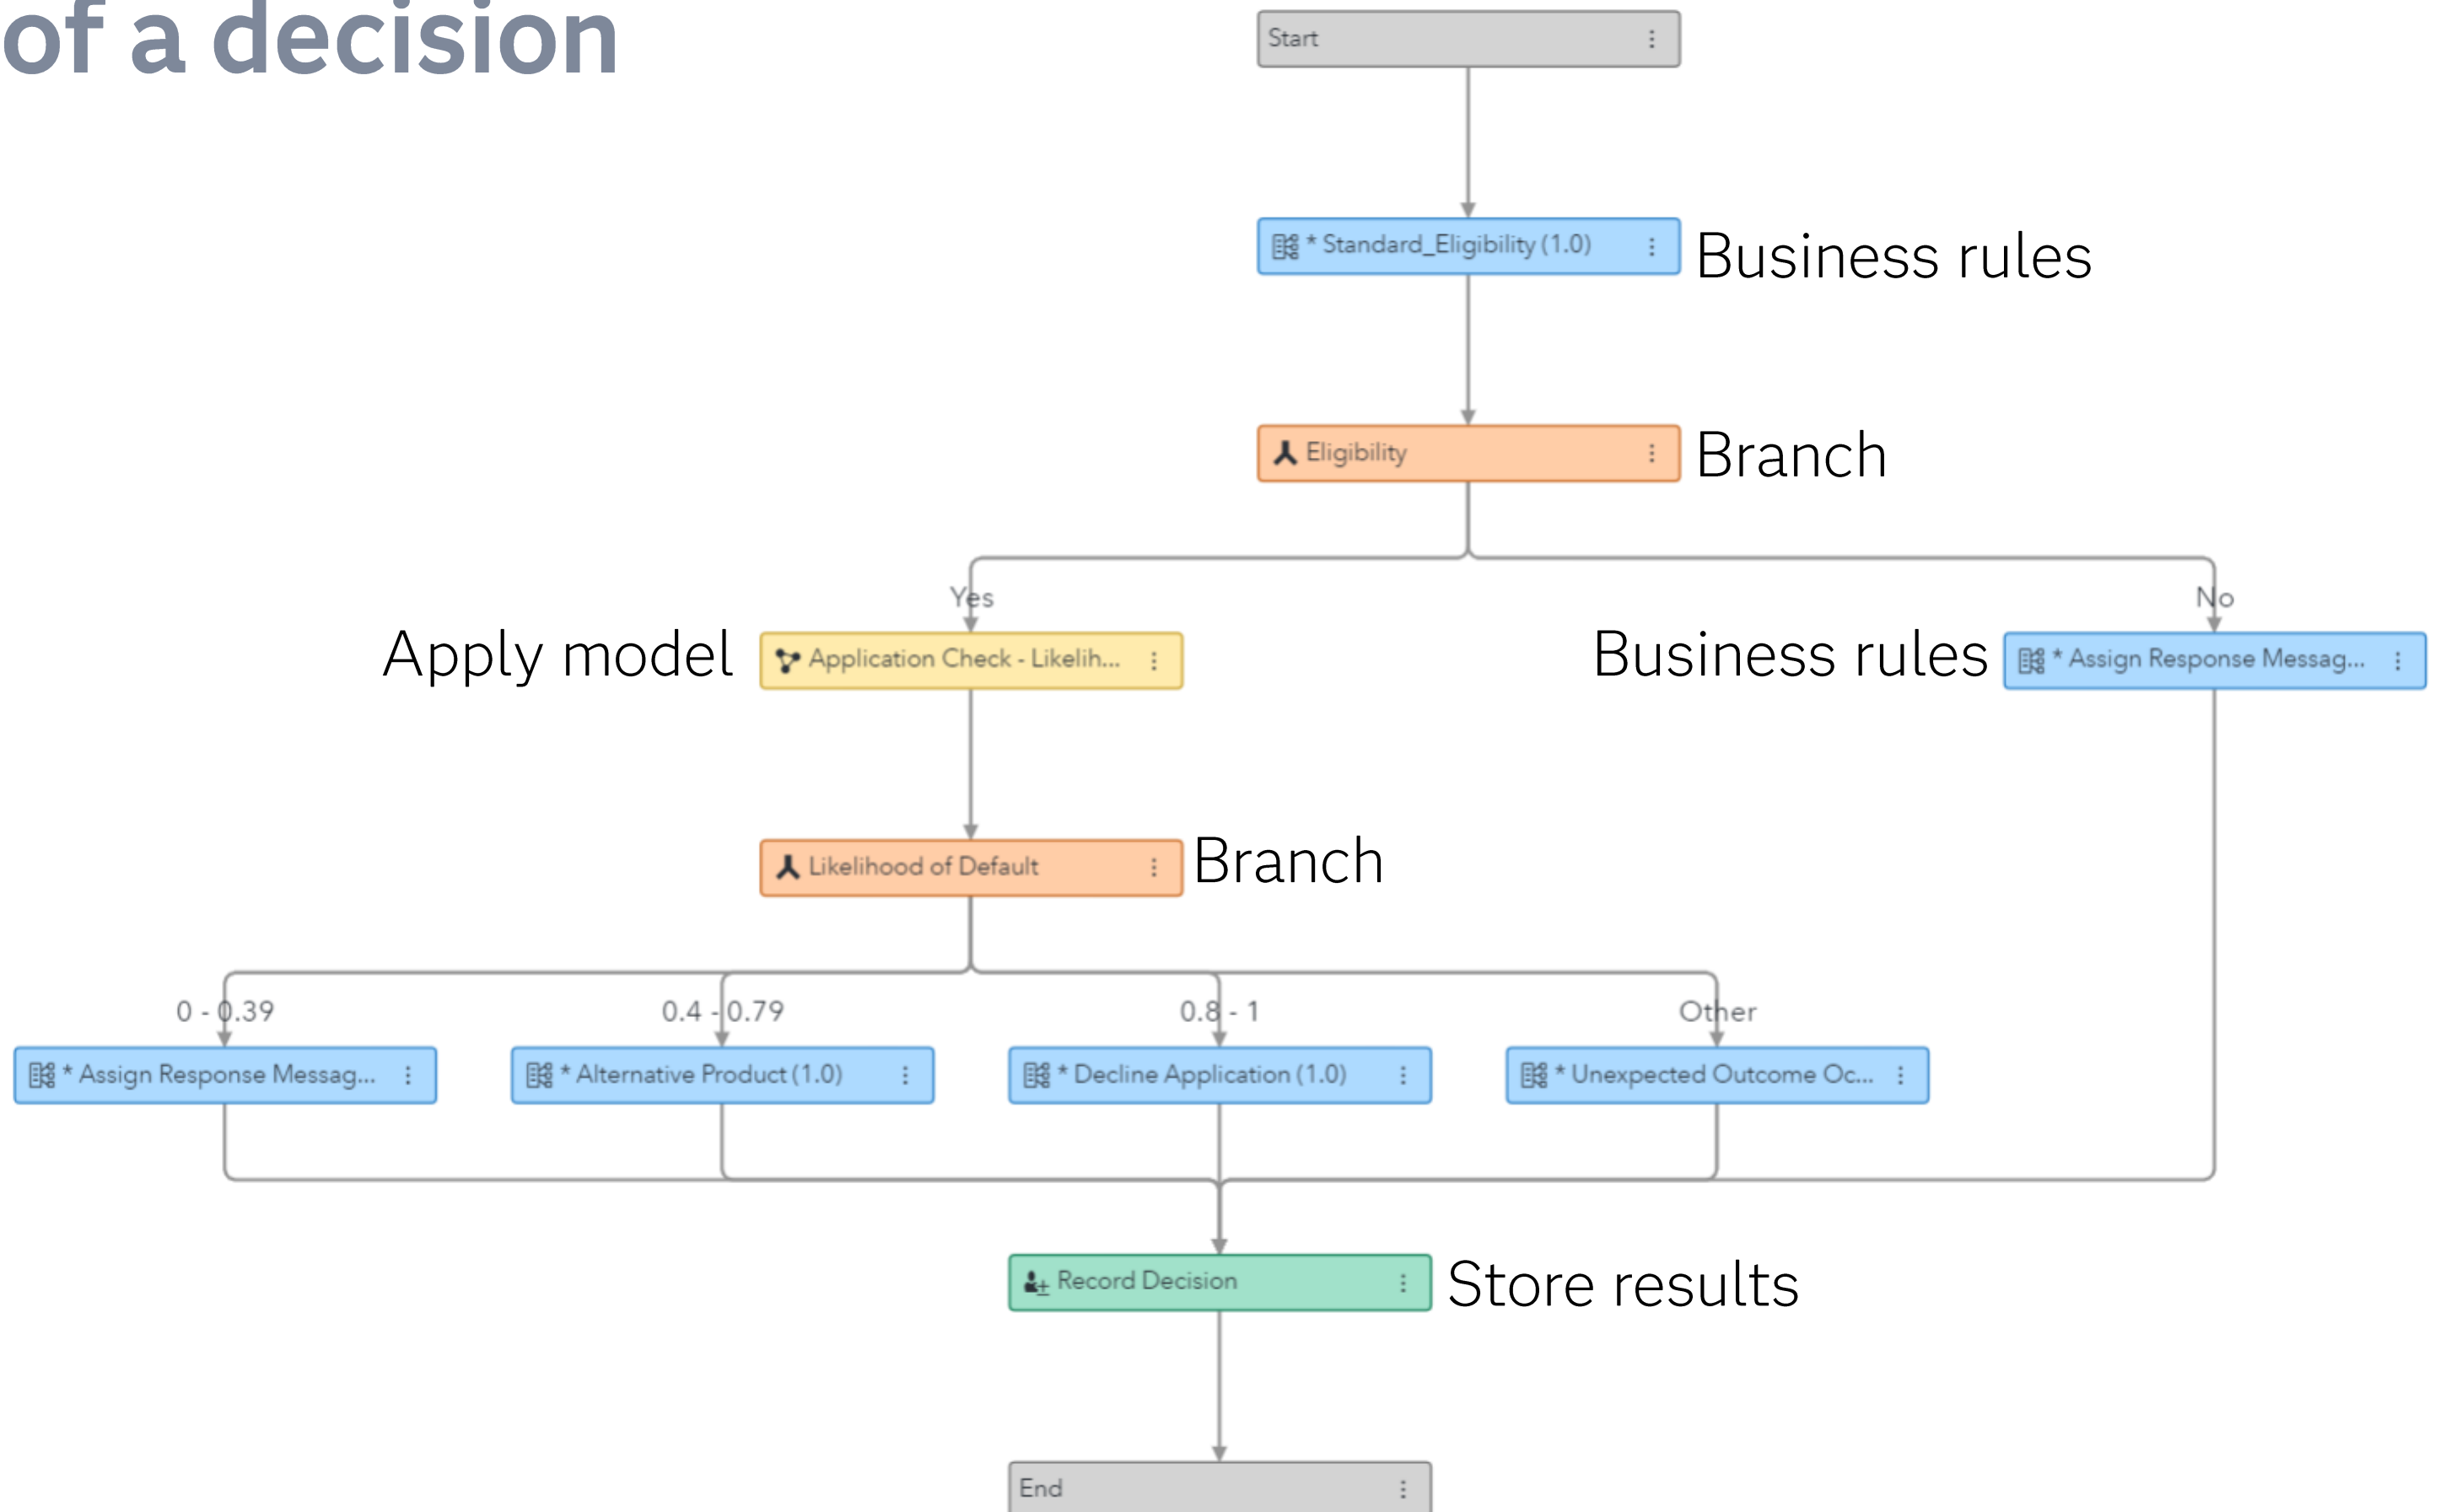 of a decision
Start
* Standard_Eligibility (1.0)
Business rules
Eligibility
Branch
Yes
No
Apply model
Application Check - Likelih...
Business rules
* Assign Response Messag...
Likelihood of Default
Branch
0 - 0.39
0.4 - 0.79
0.8 - 1
Other
* Assign Response Messag...
* Alternative Product (1.0)
* Decline Application (1.0)
* Unexpected Outcome Oc...
Record Decision
Store results
End